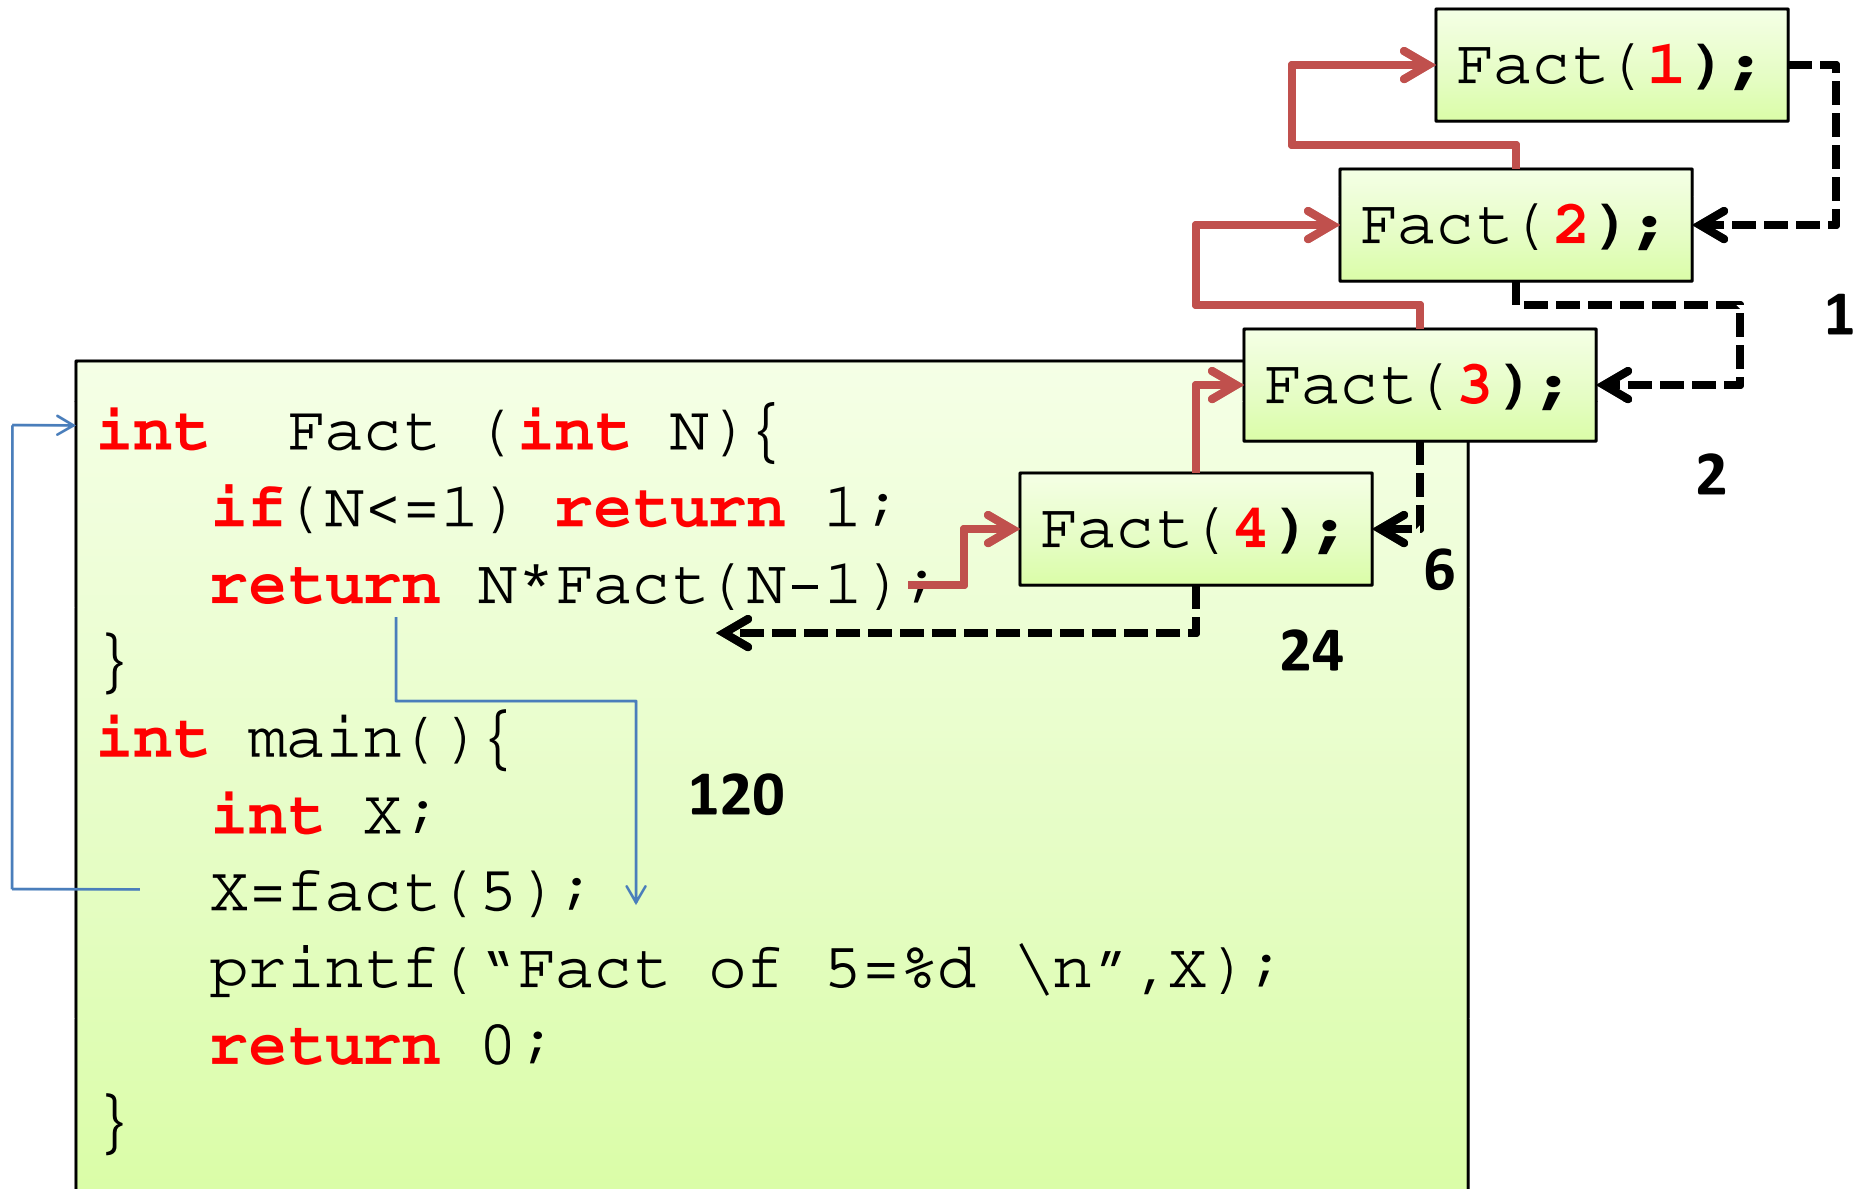 Fact(1);
Fact(2);
1
Fact(3);
2
int  Fact (int N){
if(N<=1) return 1;
Fact(4);
6
return N*Fact(N-1);
24
}
int main(){
120
int X;
X=fact(5);
printf(“Fact of 5=%d \n”,X);
return 0;
}